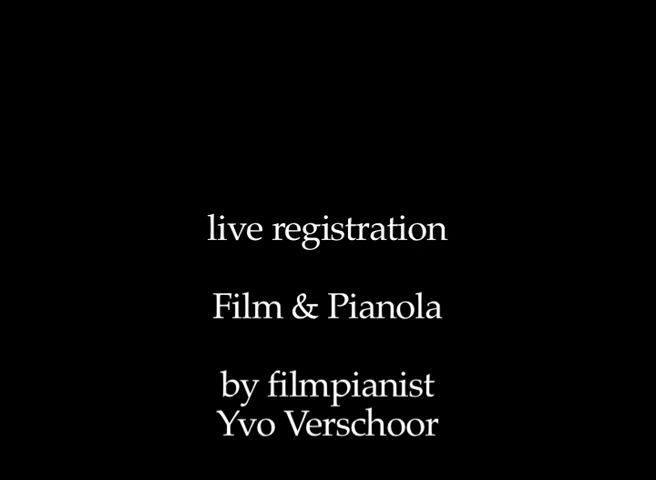 live registration
Film & Pianola
by filmpianist
Yvo Verschoor